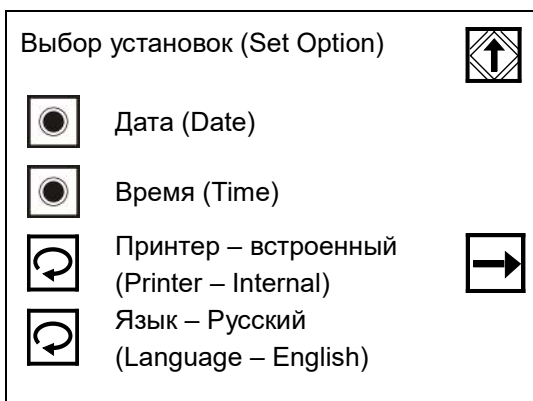 Выбор установок (Set Option)
Дата (Date)
Время (Time)
Принтер – встроенный
(Printer – Internal)
Язык – Русский
(Language – English)